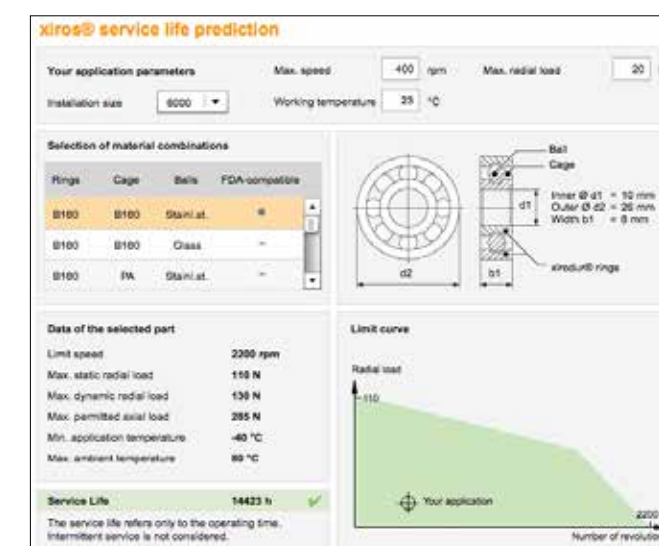 xiros® service life prediction
Your application parameters
Max. speed 400 rpm
Max. radial load 20
Installation size 6000
Working temperature 25 °C
Selection of material combinations
Rings Cage Balls FDA-compatible
B180 B180 Stainl.st.
B180 B180 Glass –
B180 PA Stainl.st. –
Ball
Cage
d1
Inner Ø d1 = 10 mm
Outer Ø d2 = 26 mm
Width b1 = 8 mm
xirodur® rings
d2
b1
Data of the selected part
Limit speed 2200 rpm
Max. static radial load 110 N
Max. dynamic radial load 130 N
Max. permitted axial load 285 N
Min. application temperature -40 °C
Max. ambient temperature 80 °C
Service Life 14423 h
The service life refers only to the operating time.
Intermittent service is not considered.
Limit curve
Radial load
110
Your application
2200
Number of revolution